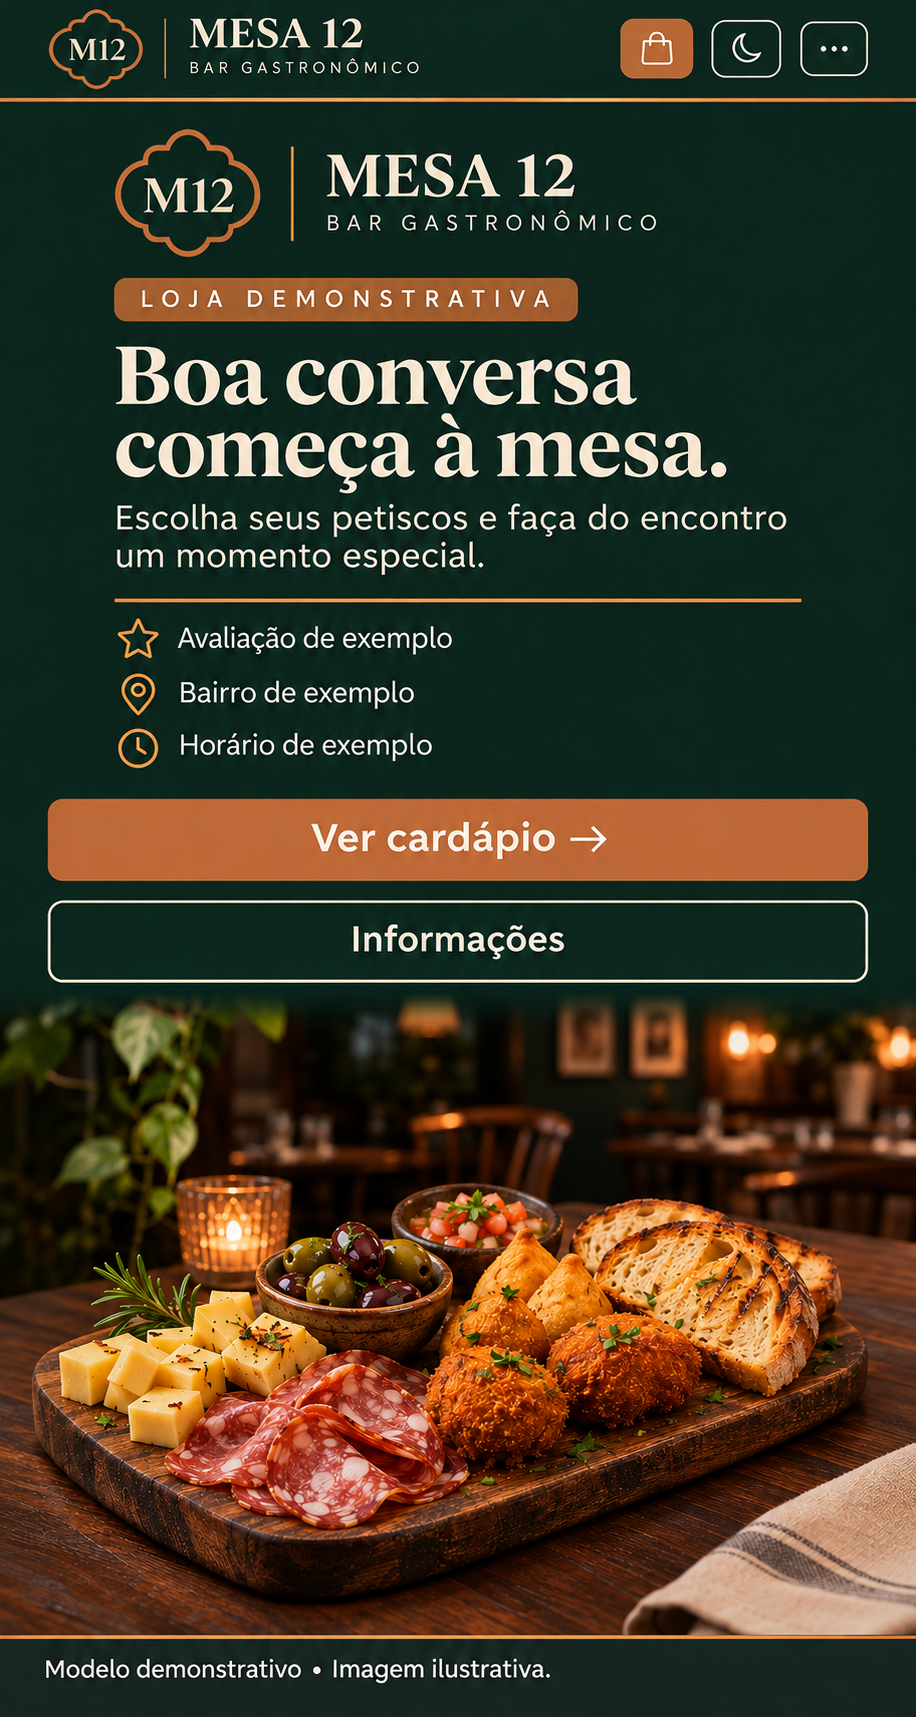 M12
MESA 12
BAR GASTRONÔMICO
M12
MESA 12
BAR GASTRONÔMICO
LOJA DEMONSTRATIVA
Boa conversa
começa à mesa.
Escolha seus petiscos e faça do encontro
um momento especial.
Avaliação de exemplo
Bairro de exemplo
Horário de exemplo
Ver cardápio →
Informações
Modelo demonstrativo • Imagem ilustrativa.